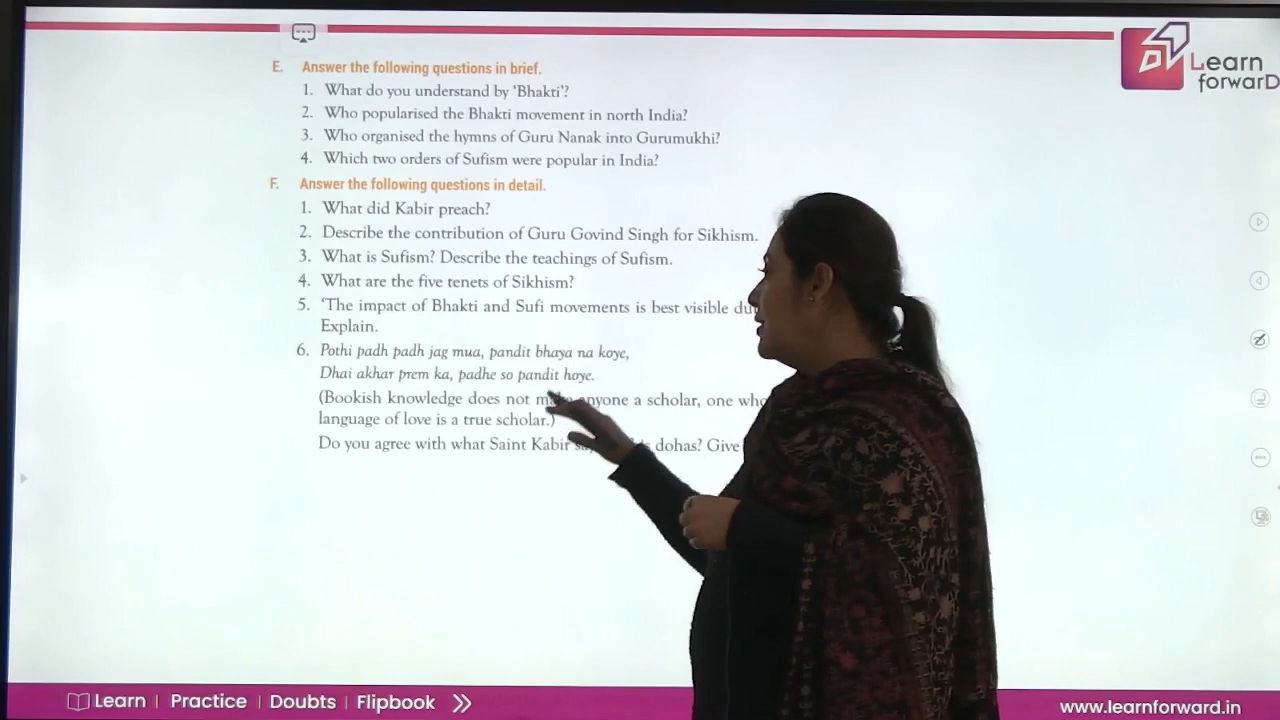 Learn
forwarD
E. Answer the following questions in brief.
1. What do you understand by ‘Bhakti’?
2. Who popularised the Bhakti movement in north India?
3. Who organised the hymns of Guru Nanak into Gurumukhi?
4. Which two orders of Sufism were popular in India?
F. Answer the following questions in detail.
1. What did Kabir preach?
2. Describe the contribution of Guru Govind Singh for Sikhism.
3. What is Sufism? Describe the teachings of Sufism.
4. What are the five tenets of Sikhism?
5. ‘The impact of Bhakti and Sufi movements is best visible
Explain.
6. Pothi padh padh jag mua, pandit bhaya na koye,
Dhai akhar prem ka, padhe so pandit hoye.
(Bookish knowledge does not anyone a scholar, one who
language of love is a true scholar.)
Do you agree with what Saint Kabir dohas? Give
Learn | Practice | Doubts | Flipbook
www.learnforward.in